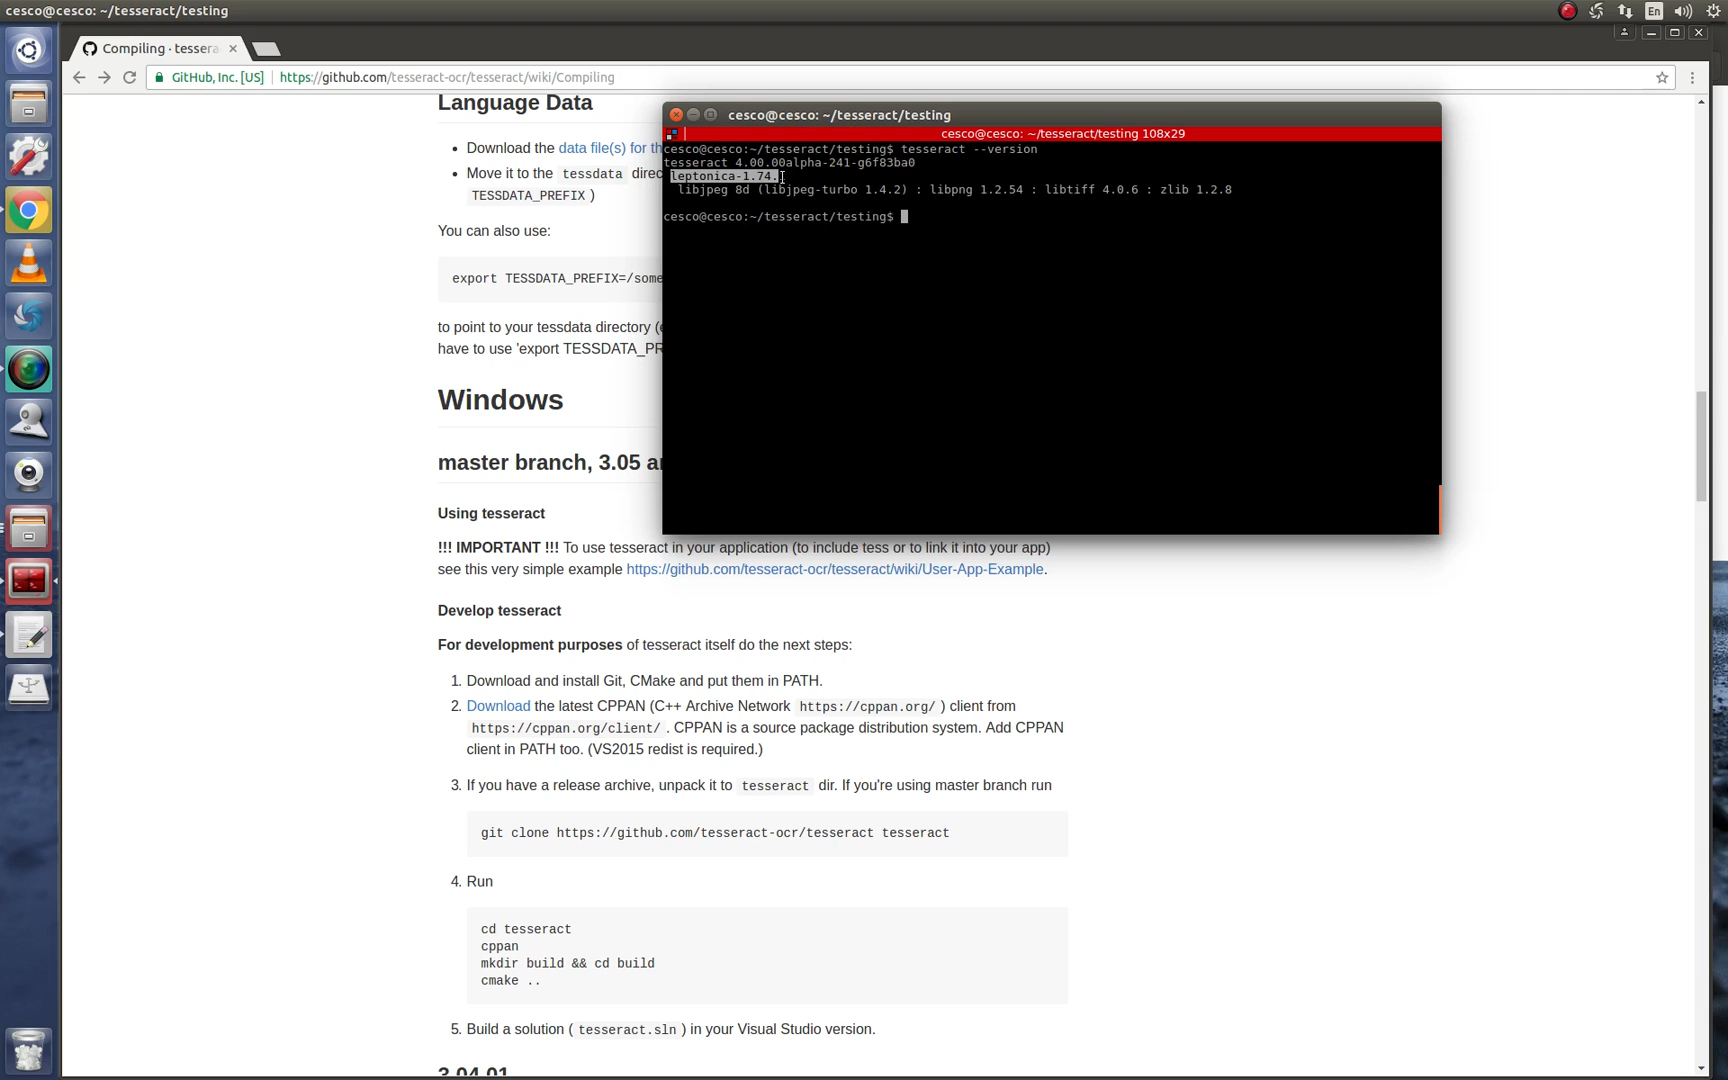 cesco@cesco: ~/tesseract/testing
En
Compiling · tessera
GitHub, Inc. [US] https://github.com/tesseract-ocr/tesseract/wiki/Compiling
Language Data
Download the data file(s) for th
Move it to the tessdata direc
TESSDATA_PREFIX )
You can also use:
export TESSDATA_PREFIX=/some
to point to your tessdata directory (e
have to use 'export TESSDATA_PR
cesco@cesco: ~/tesseract/testing
cesco@cesco: ~/tesseract/testing 108x29
cesco@cesco:~/tesseract/testing$ tesseract --version
tesseract 4.00.00alpha-241-g6f83ba0
leptonica-1.74.
libjpeg 8d (libjpeg-turbo 1.4.2) : libpng 1.2.54 : libtiff 4.0.6 : zlib 1.2.8
cesco@cesco:~/tesseract/testing$
Windows
master branch, 3.05 an
Using tesseract
!!! IMPORTANT !!! To use tesseract in your application (to include tess or to link it into your app)
see this very simple example https://github.com/tesseract-ocr/tesseract/wiki/User-App-Example.
Develop tesseract
For development purposes of tesseract itself do the next steps:
1. Download and install Git, CMake and put them in PATH.
2. Download the latest CPPAN (C++ Archive Network https://cppan.org/ ) client from
https://cppan.org/client/ . CPPAN is a source package distribution system. Add CPPAN
client in PATH too. (VS2015 redist is required.)
3. If you have a release archive, unpack it to tesseract dir. If you're using master branch run
git clone https://github.com/tesseract-ocr/tesseract tesseract
4. Run
cd tesseract
cppan
mkdir build && cd build
cmake ..
5. Build a solution ( tesseract.sln ) in your Visual Studio version.
3.04.01